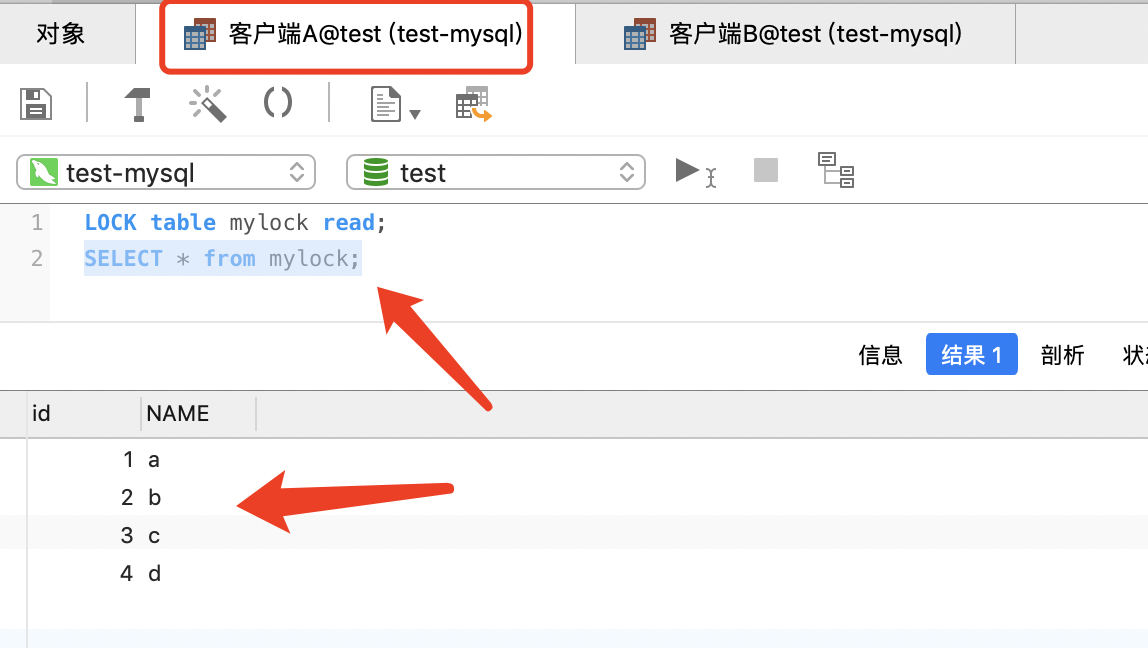 对象
客户端A@test (test-mysql)
客户端B@test (test-mysql)
test-mysql
test
1 LOCK table mylock read;
2 SELECT * from mylock;
信息
结果 1
剖析
id NAME
1 a
2 b
3 c
4 d